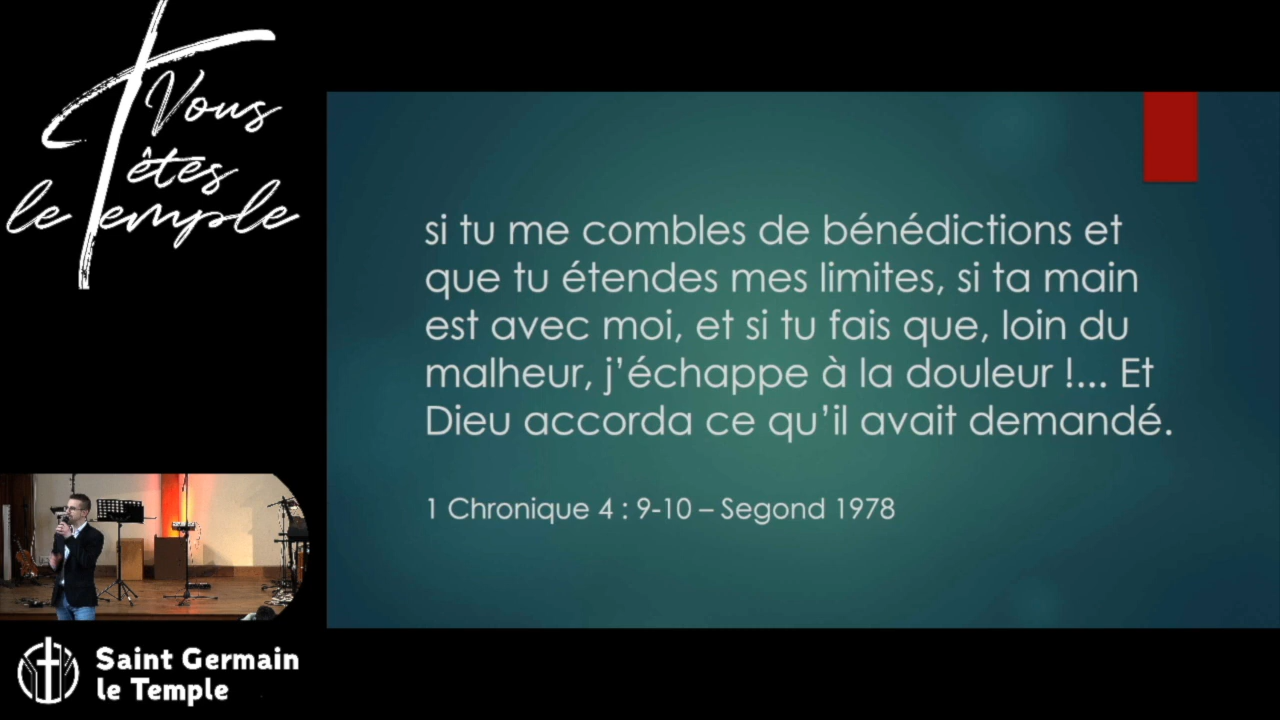 Vous
êtes
le Temple
si tu me combles de bénédictions et
que tu étendes mes limites, si ta main
est avec moi, et si tu fais que, loin du
malheur, j’échappe à la douleur !... Et
Dieu accorda ce qu’il avait demandé.
1 Chronique 4 : 9-10 – Segond 1978
Saint Germain
le Temple